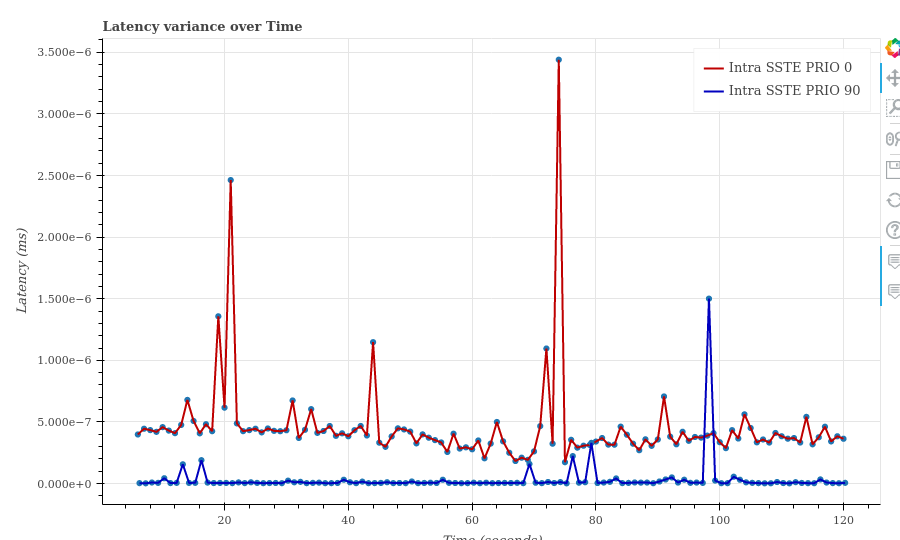 Latency variance over Time
3.500e−6
3.000e−6
2.500e−6
2.000e−6
1.500e−6
1.000e−6
5.000e−7
0.000e+0
Latency (ms)
Intra SSTE PRIO 0
Intra SSTE PRIO 90
20
40
60
80
100
120
Time (seconds)